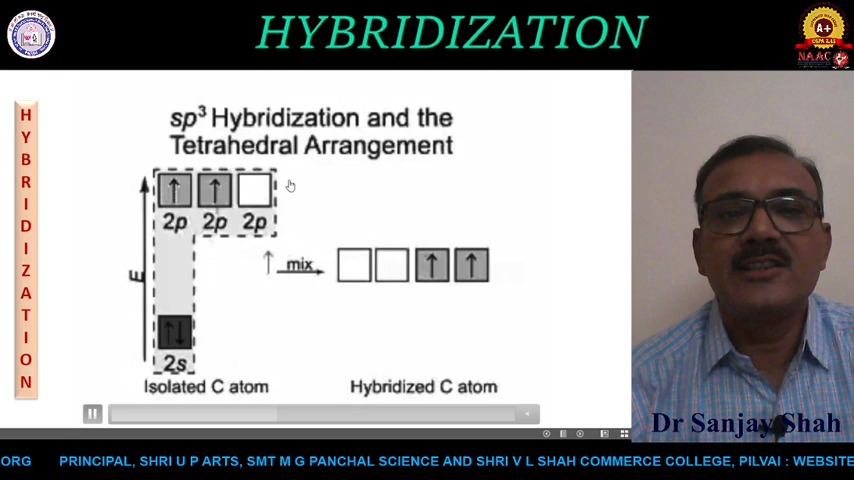 HYBRIDIZATION
A+
NAAC
HYBRIDIZATION
sp³ Hybridization and the
Tetrahedral Arrangement
2p 2p 2p
E
mix
2s
Isolated C atom
Hybridized C atom
Dr Sanjay Shah
ORG PRINCIPAL, SHRI U P ARTS, SMT M G PANCHAL SCIENCE AND SHRI V L SHAH COMMERCE COLLEGE, PILVAI : WEBSITE